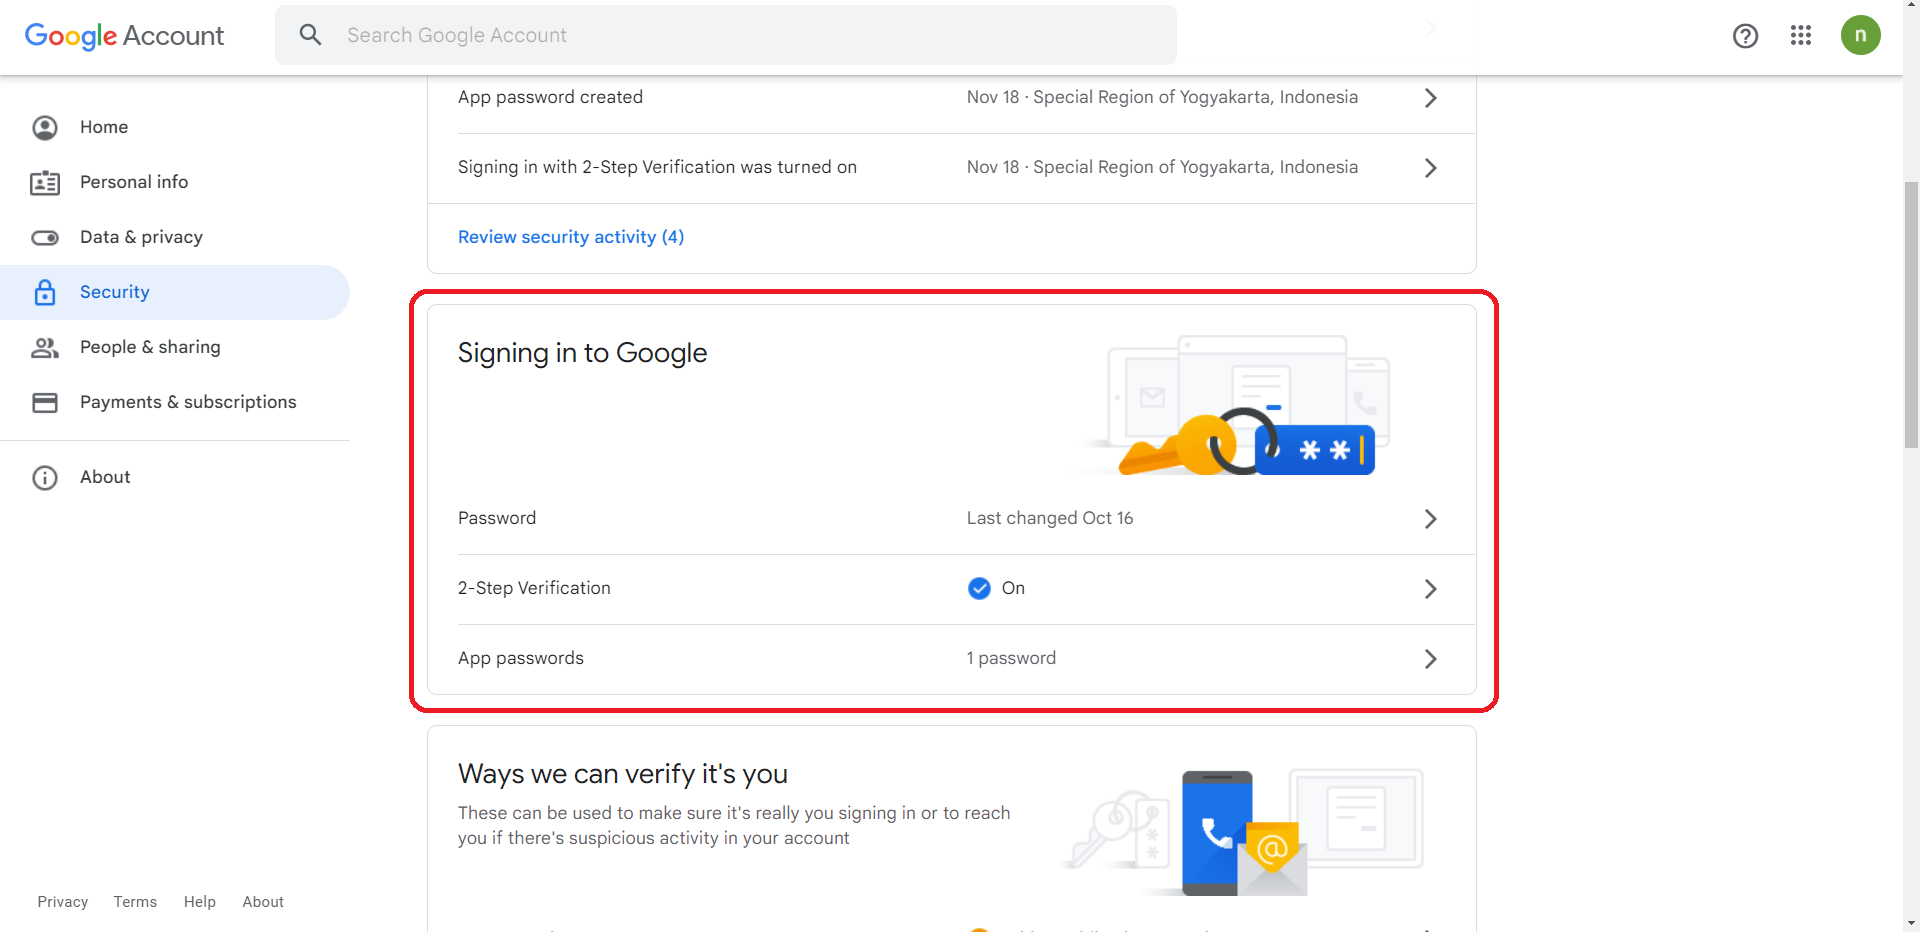 Google Account
Search Google Account
n
Home
Personal info
Data & privacy
Security
People & sharing
Payments & subscriptions
About
App password created
Nov 18 · Special Region of Yogyakarta, Indonesia
Signing in with 2-Step Verification was turned on
Nov 18 · Special Region of Yogyakarta, Indonesia
Review security activity (4)
Signing in to Google
**|
Password
Last changed Oct 16
2-Step Verification
On
App passwords
1 password
Ways we can verify it's you
These can be used to make sure it's really you signing in or to reach
you if there's suspicious activity in your account
@
Privacy
Terms
Help
About